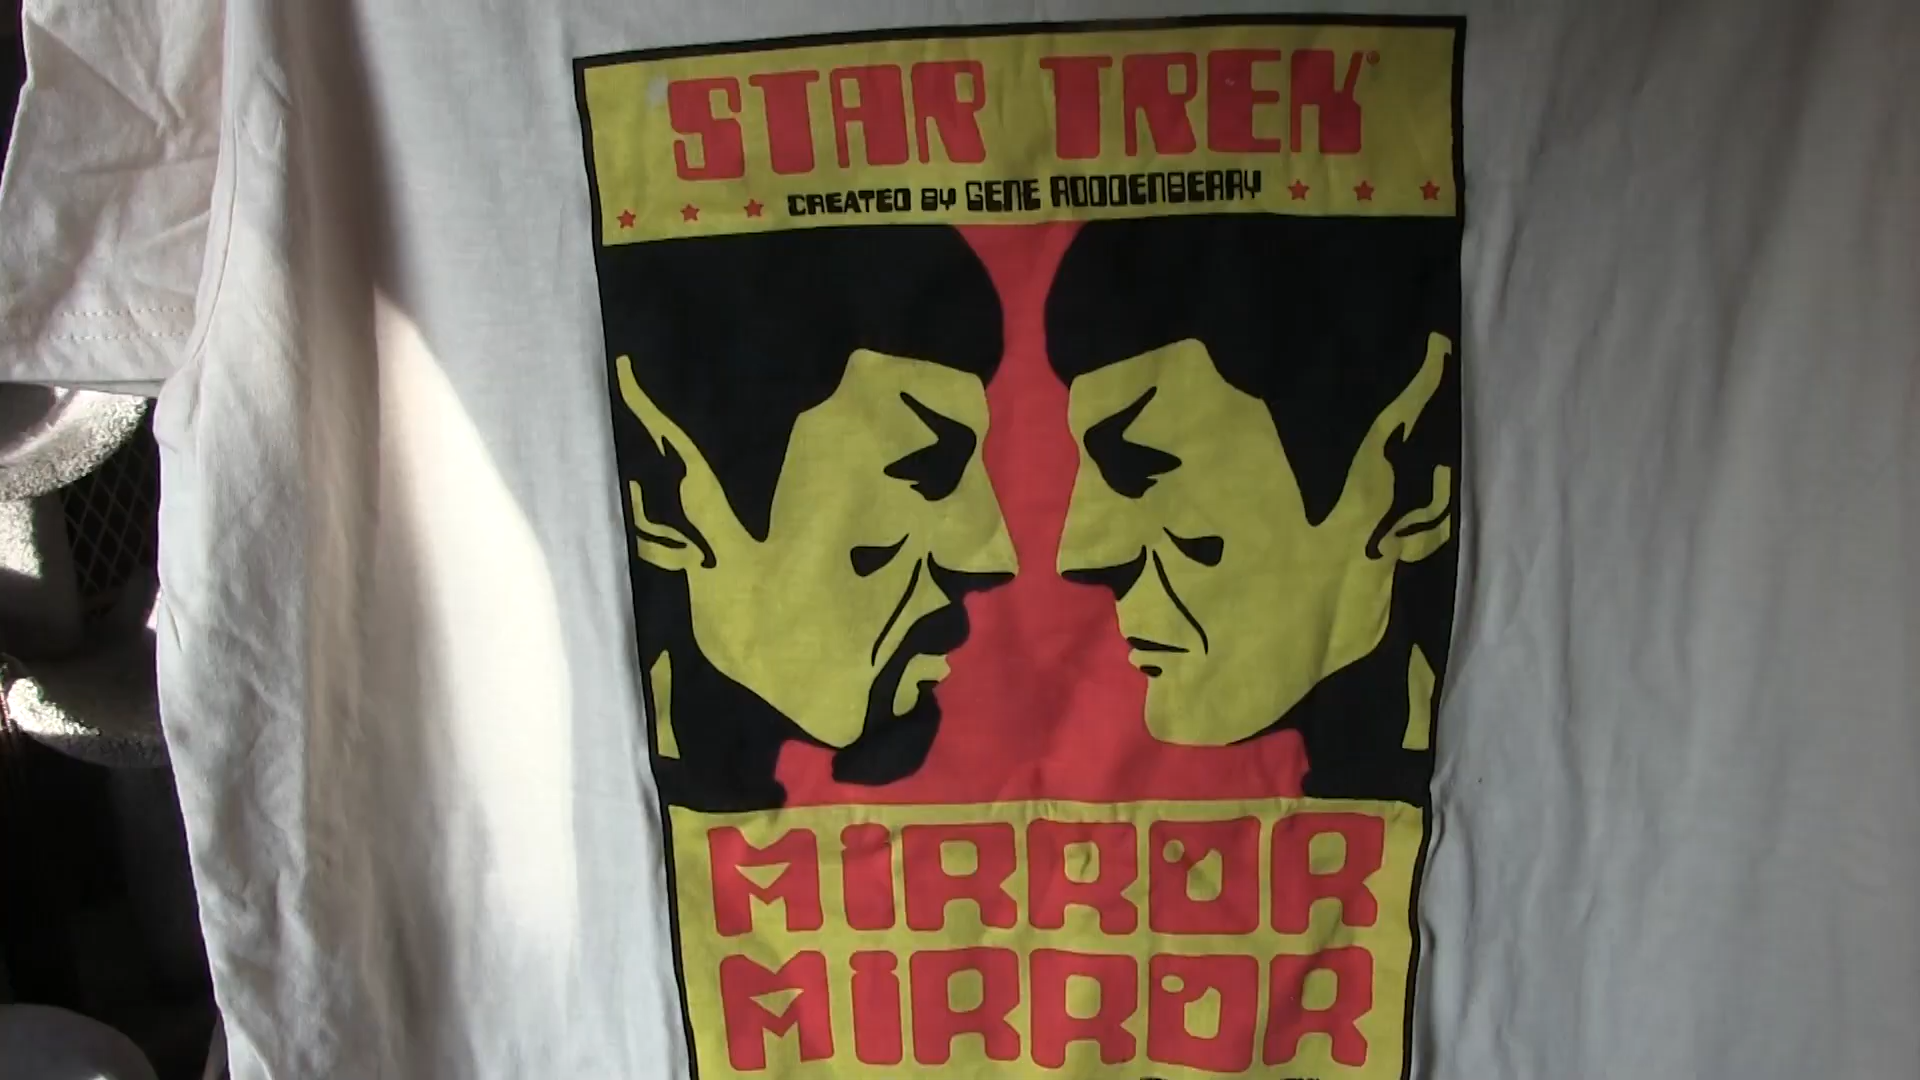 STAR TREK®
CREATED BY GENE RODDENBERRY
MiRROR
MiRROR